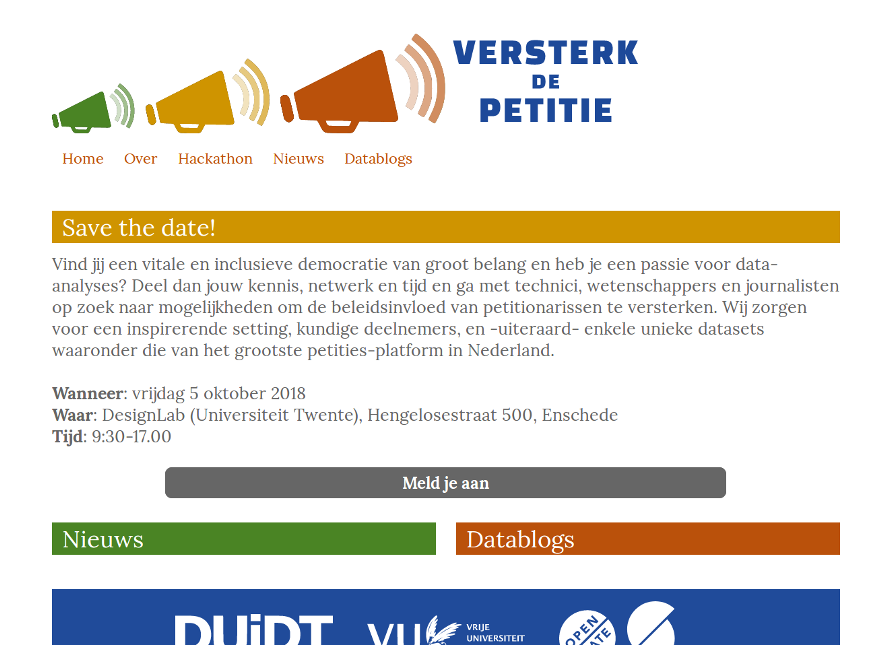 VERSTERK
DE
PETITIE
Home Over Hackathon Nieuws Datablogs
Save the date!
Vind jij een vitale en inclusieve democratie van groot belang en heb je een passie voor data-
analyses? Deel dan jouw kennis, netwerk en tijd en ga met technici, wetenschappers en journalisten
op zoek naar mogelijkheden om de beleidsinvloed van petitionarissen te versterken. Wij zorgen
voor een inspirerende setting, kundige deelnemers, en -uiteraard- enkele unieke datasets
waaronder die van het grootste petities-platform in Nederland.
Wanneer: vrijdag 5 oktober 2018
Waar: DesignLab (Universiteit Twente), Hengelosestraat 500, Enschede
Tijd: 9:30-17.00
Meld je aan
Nieuws Datablogs
VU VRIJE
UNIVERSITEIT
OPEN